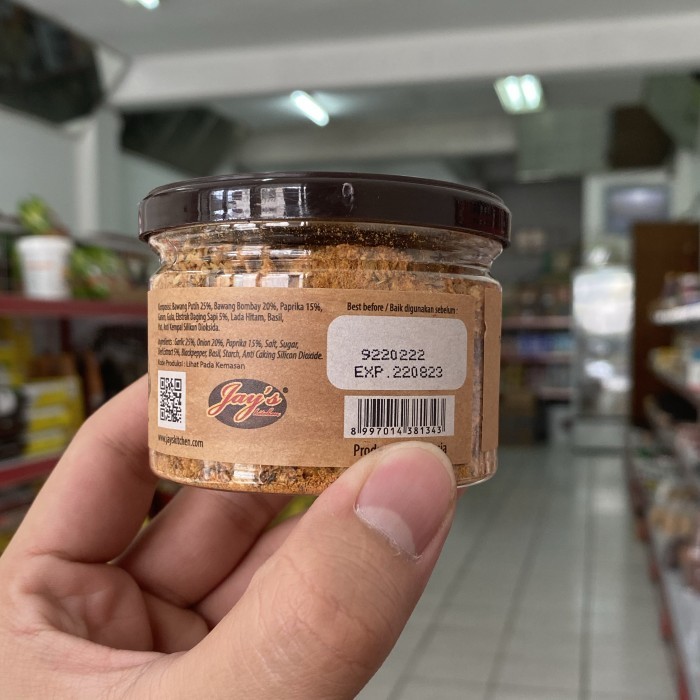 Komposisi: Bawang Putih 25%, Bawang Bombay 20%, Paprika 15%,
Garam, Gula, Ekstrak Daging Sapi 5%, Lada Hitam, Basil,
Pati, Anti Kempal Silikon Dioksida.
Ingredients: Garlic 25%, Onion 20%, Paprika 15%, Salt, Sugar,
Beef Extract 5%, Blackpepper, Basil, Starch, Anti Caking Silicon Dioxide.
Kode Produksi : Lihat Pada Kemasan
Jay's®
kitchen
www.jayskitchen.com
Best before / Baik digunakan sebelum :
9220222
EXP.220823
8 997014 381343